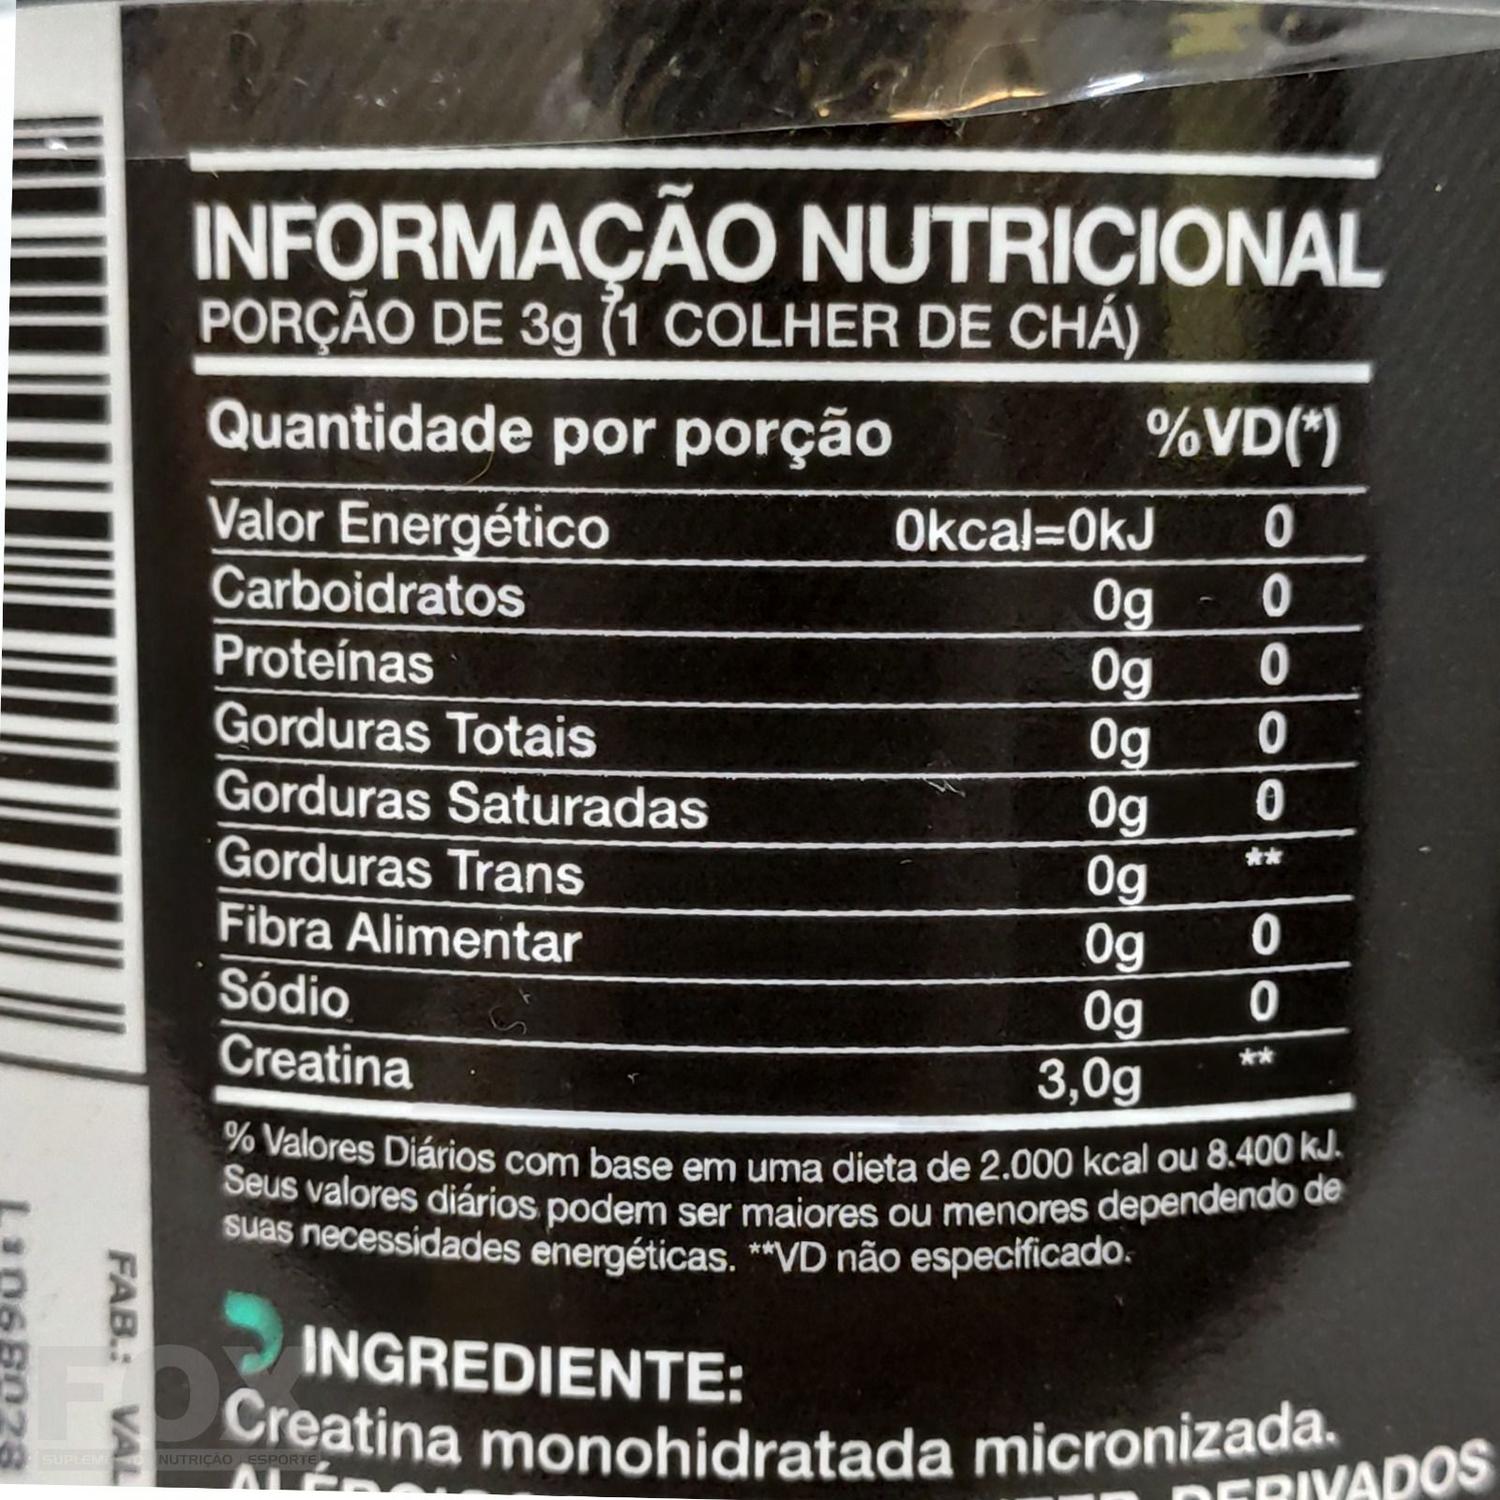 INFORMAÇÃO NUTRICIONAL
PORÇÃO DE 3g (1 COLHER DE CHÁ)
Quantidade por porção %VD(*)
Valor Energético 0kcal=0kJ 0
Carboidratos 0g 0
Proteínas 0g 0
Gorduras Totais 0g 0
Gorduras Saturadas 0g 0
Gorduras Trans 0g **
Fibra Alimentar 0g 0
Sódio 0g 0
Creatina 3,0g **
% Valores Diários com base em uma dieta de 2.000 kcal ou 8.400 kJ.
Seus valores diários podem ser maiores ou menores dependendo de
suas necessidades energéticas. **VD não especificado.
INGREDIENTE:
Creatina monohidratada micronizada.
DERIVADOS
FAB.: VAL
FOX
NUTRIÇÃO ESPORTE